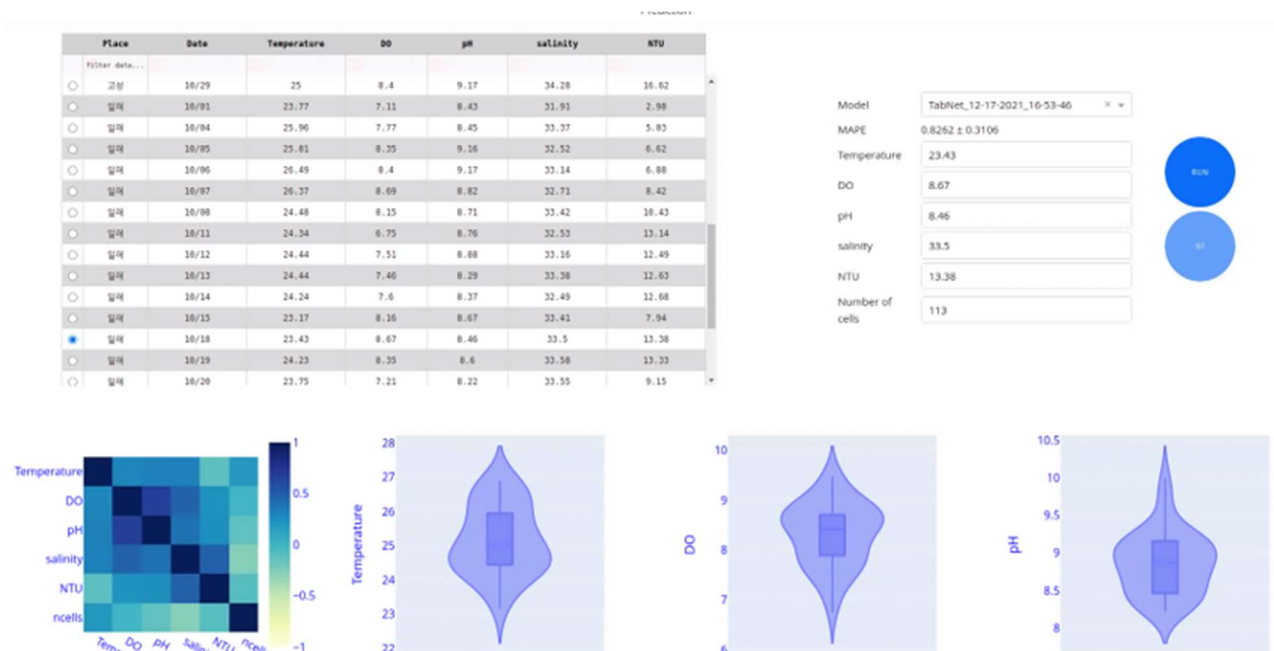 Place Date Temperature DO pH salinity NTU
filter data...
고성 10/29 25 8.4 9.17 34.28 16.62
10/01 23.77 7.11 8.43 31.91 2.98
10/04 25.96 7.77 8.45 33.37 5.03
10/05 25.81 8.35 9.16 32.52 6.62
10/06 26.49 8.4 9.17 33.14 6.88
10/07 26.37 8.69 8.82 32.71 8.42
10/08 24.48 8.15 8.71 33.42 10.43
10/11 24.34 6.75 8.76 32.53 13.14
10/12 24.44 7.51 8.88 33.16 12.49
10/13 24.44 7.46 8.29 33.38 12.63
10/14 24.24 7.6 8.37 32.49 12.68
10/15 23.17 8.16 8.67 33.41 7.94
10/18 23.43 8.67 8.46 33.5 13.38
10/19 24.23 8.35 8.6 33.58 13.33
10/20 23.75 7.21 8.22 33.55 9.15
Model TabNet_12-17-2021_16-53-46
MAPE 0.8262 ± 0.3106
Temperature 23.43
DO 8.67
pH 8.46
salinity 33.5
NTU 13.38
Number of
cells
113
RUN
Temperature
DO
pH
salinity
NTU
ncells
DO pH
1
0.5
0
−0.5
−1
Temperature
28
27
26
25
24
23
22
DO
10
9
8
7
6
pH
10.5
10
9.5
9
8.5
8